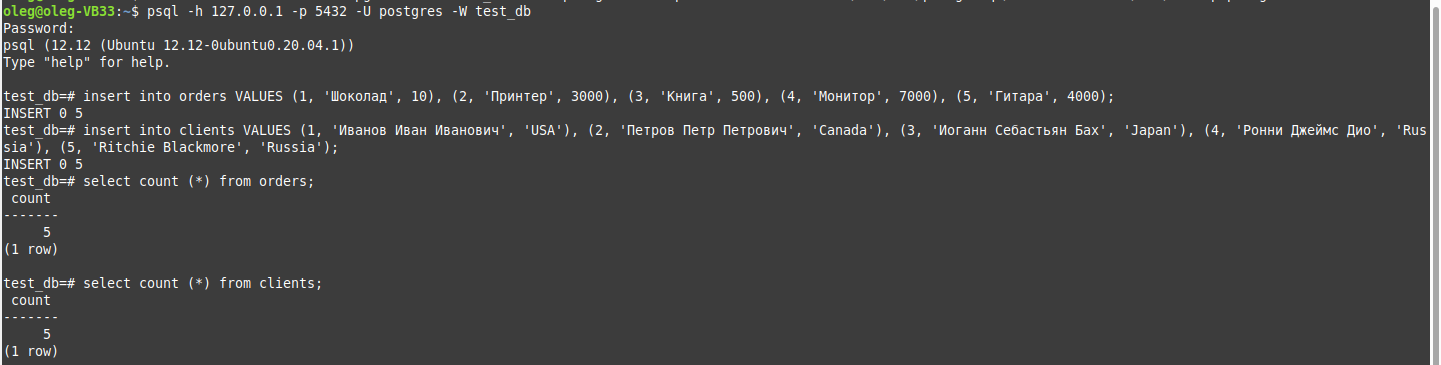 oleg@oleg-VB33:~$ psql -h 127.0.0.1 -p 5432 -U postgres -W test_db
Password:
psql (12.12 (Ubuntu 12.12-0ubuntu0.20.04.1))
Type "help" for help.
test_db=# insert into orders VALUES (1, 'Шоколад', 10), (2, 'Принтер', 3000), (3, 'Книга', 500), (4, 'Монитор', 7000), (5, 'Гитара', 4000);
INSERT 0 5
test_db=# insert into clients VALUES (1, 'Иванов Иван Иванович', 'USA'), (2, 'Петров Петр Петрович', 'Canada'), (3, 'Иоганн Себастьян Бах', 'Japan'), (4, 'Ронни Джеймс Дио', 'Rus
sia'), (5, 'Ritchie Blackmore', 'Russia');
INSERT 0 5
test_db=# select count (*) from orders;
count
-------
5
(1 row)
test_db=# select count (*) from clients;
count
-------
5
(1 row)